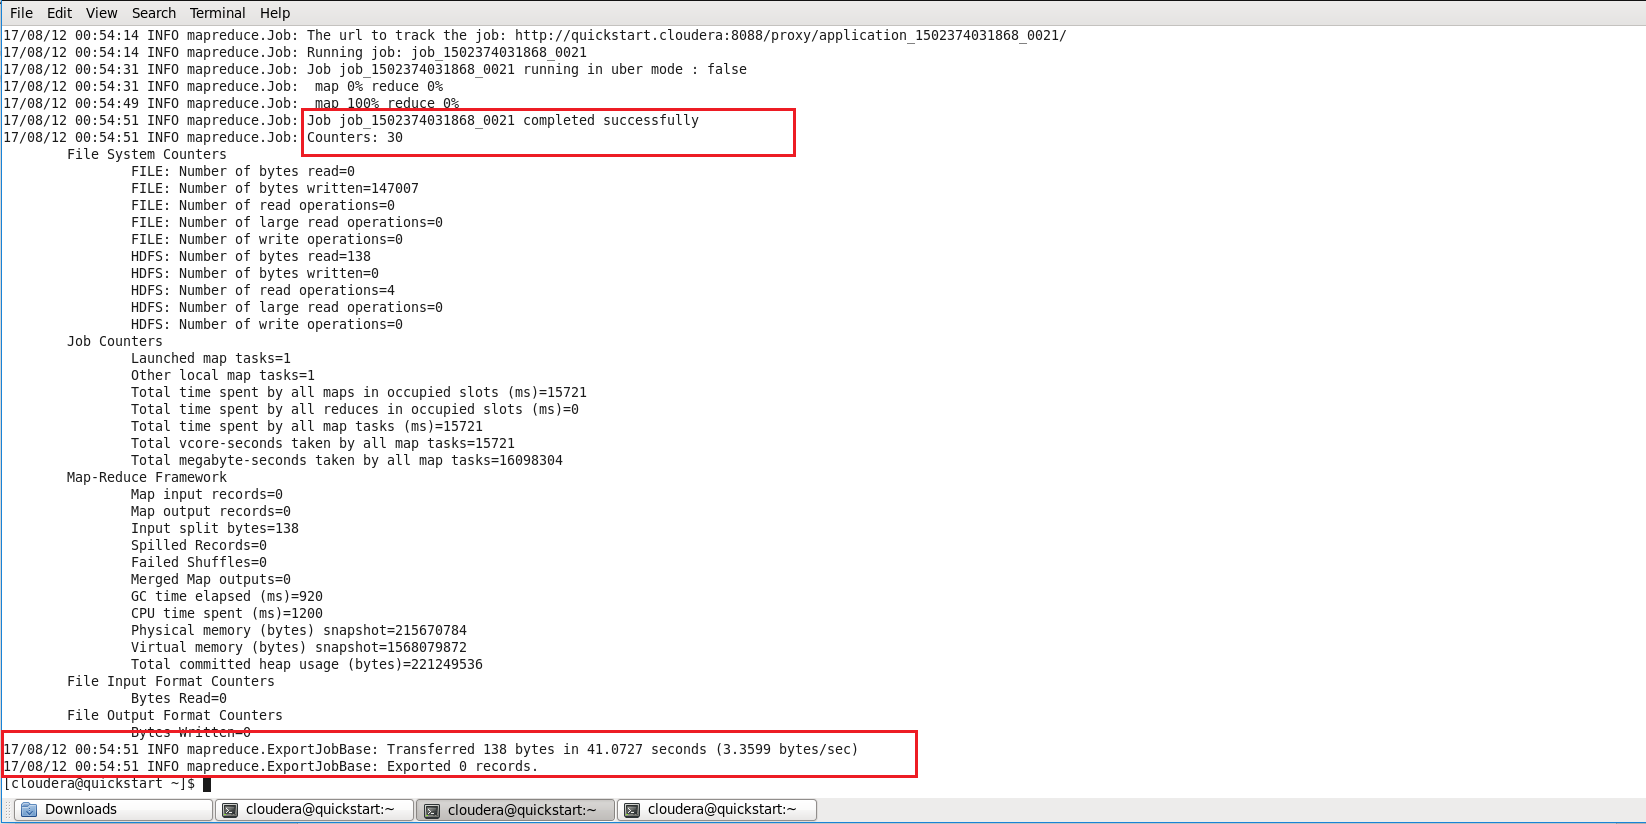 File Edit View Search Terminal Help
17/08/12 00:54:14 INFO mapreduce.Job: The url to track the job: http://quickstart.cloudera:8088/proxy/application_1502374031868_0021/
17/08/12 00:54:14 INFO mapreduce.Job: Running job: job_1502374031868_0021
17/08/12 00:54:31 INFO mapreduce.Job: Job job_1502374031868_0021 running in uber mode : false
17/08/12 00:54:31 INFO mapreduce.Job:  map 0% reduce 0%
17/08/12 00:54:49 INFO mapreduce.Job:  map 100% reduce 0%
17/08/12 00:54:51 INFO mapreduce.Job: Job job_1502374031868_0021 completed successfully
17/08/12 00:54:51 INFO mapreduce.Job: Counters: 30
File System Counters
FILE: Number of bytes read=0
FILE: Number of bytes written=147007
FILE: Number of read operations=0
FILE: Number of large read operations=0
FILE: Number of write operations=0
HDFS: Number of bytes read=138
HDFS: Number of bytes written=0
HDFS: Number of read operations=4
HDFS: Number of large read operations=0
HDFS: Number of write operations=0
Job Counters
Launched map tasks=1
Other local map tasks=1
Total time spent by all maps in occupied slots (ms)=15721
Total time spent by all reduces in occupied slots (ms)=0
Total time spent by all map tasks (ms)=15721
Total vcore-seconds taken by all map tasks=15721
Total megabyte-seconds taken by all map tasks=16098304
Map-Reduce Framework
Map input records=0
Map output records=0
Input split bytes=138
Spilled Records=0
Failed Shuffles=0
Merged Map outputs=0
GC time elapsed (ms)=920
CPU time spent (ms)=1200
Physical memory (bytes) snapshot=215670784
Virtual memory (bytes) snapshot=1568079872
Total committed heap usage (bytes)=221249536
File Input Format Counters
Bytes Read=0
File Output Format Counters
Bytes Written=0
17/08/12 00:54:51 INFO mapreduce.ExportJobBase: Transferred 138 bytes in 41.0727 seconds (3.3599 bytes/sec)
17/08/12 00:54:51 INFO mapreduce.ExportJobBase: Exported 0 records.
[cloudera@quickstart ~]$
Downloads cloudera@quickstart:~ cloudera@quickstart:~ cloudera@quickstart:~